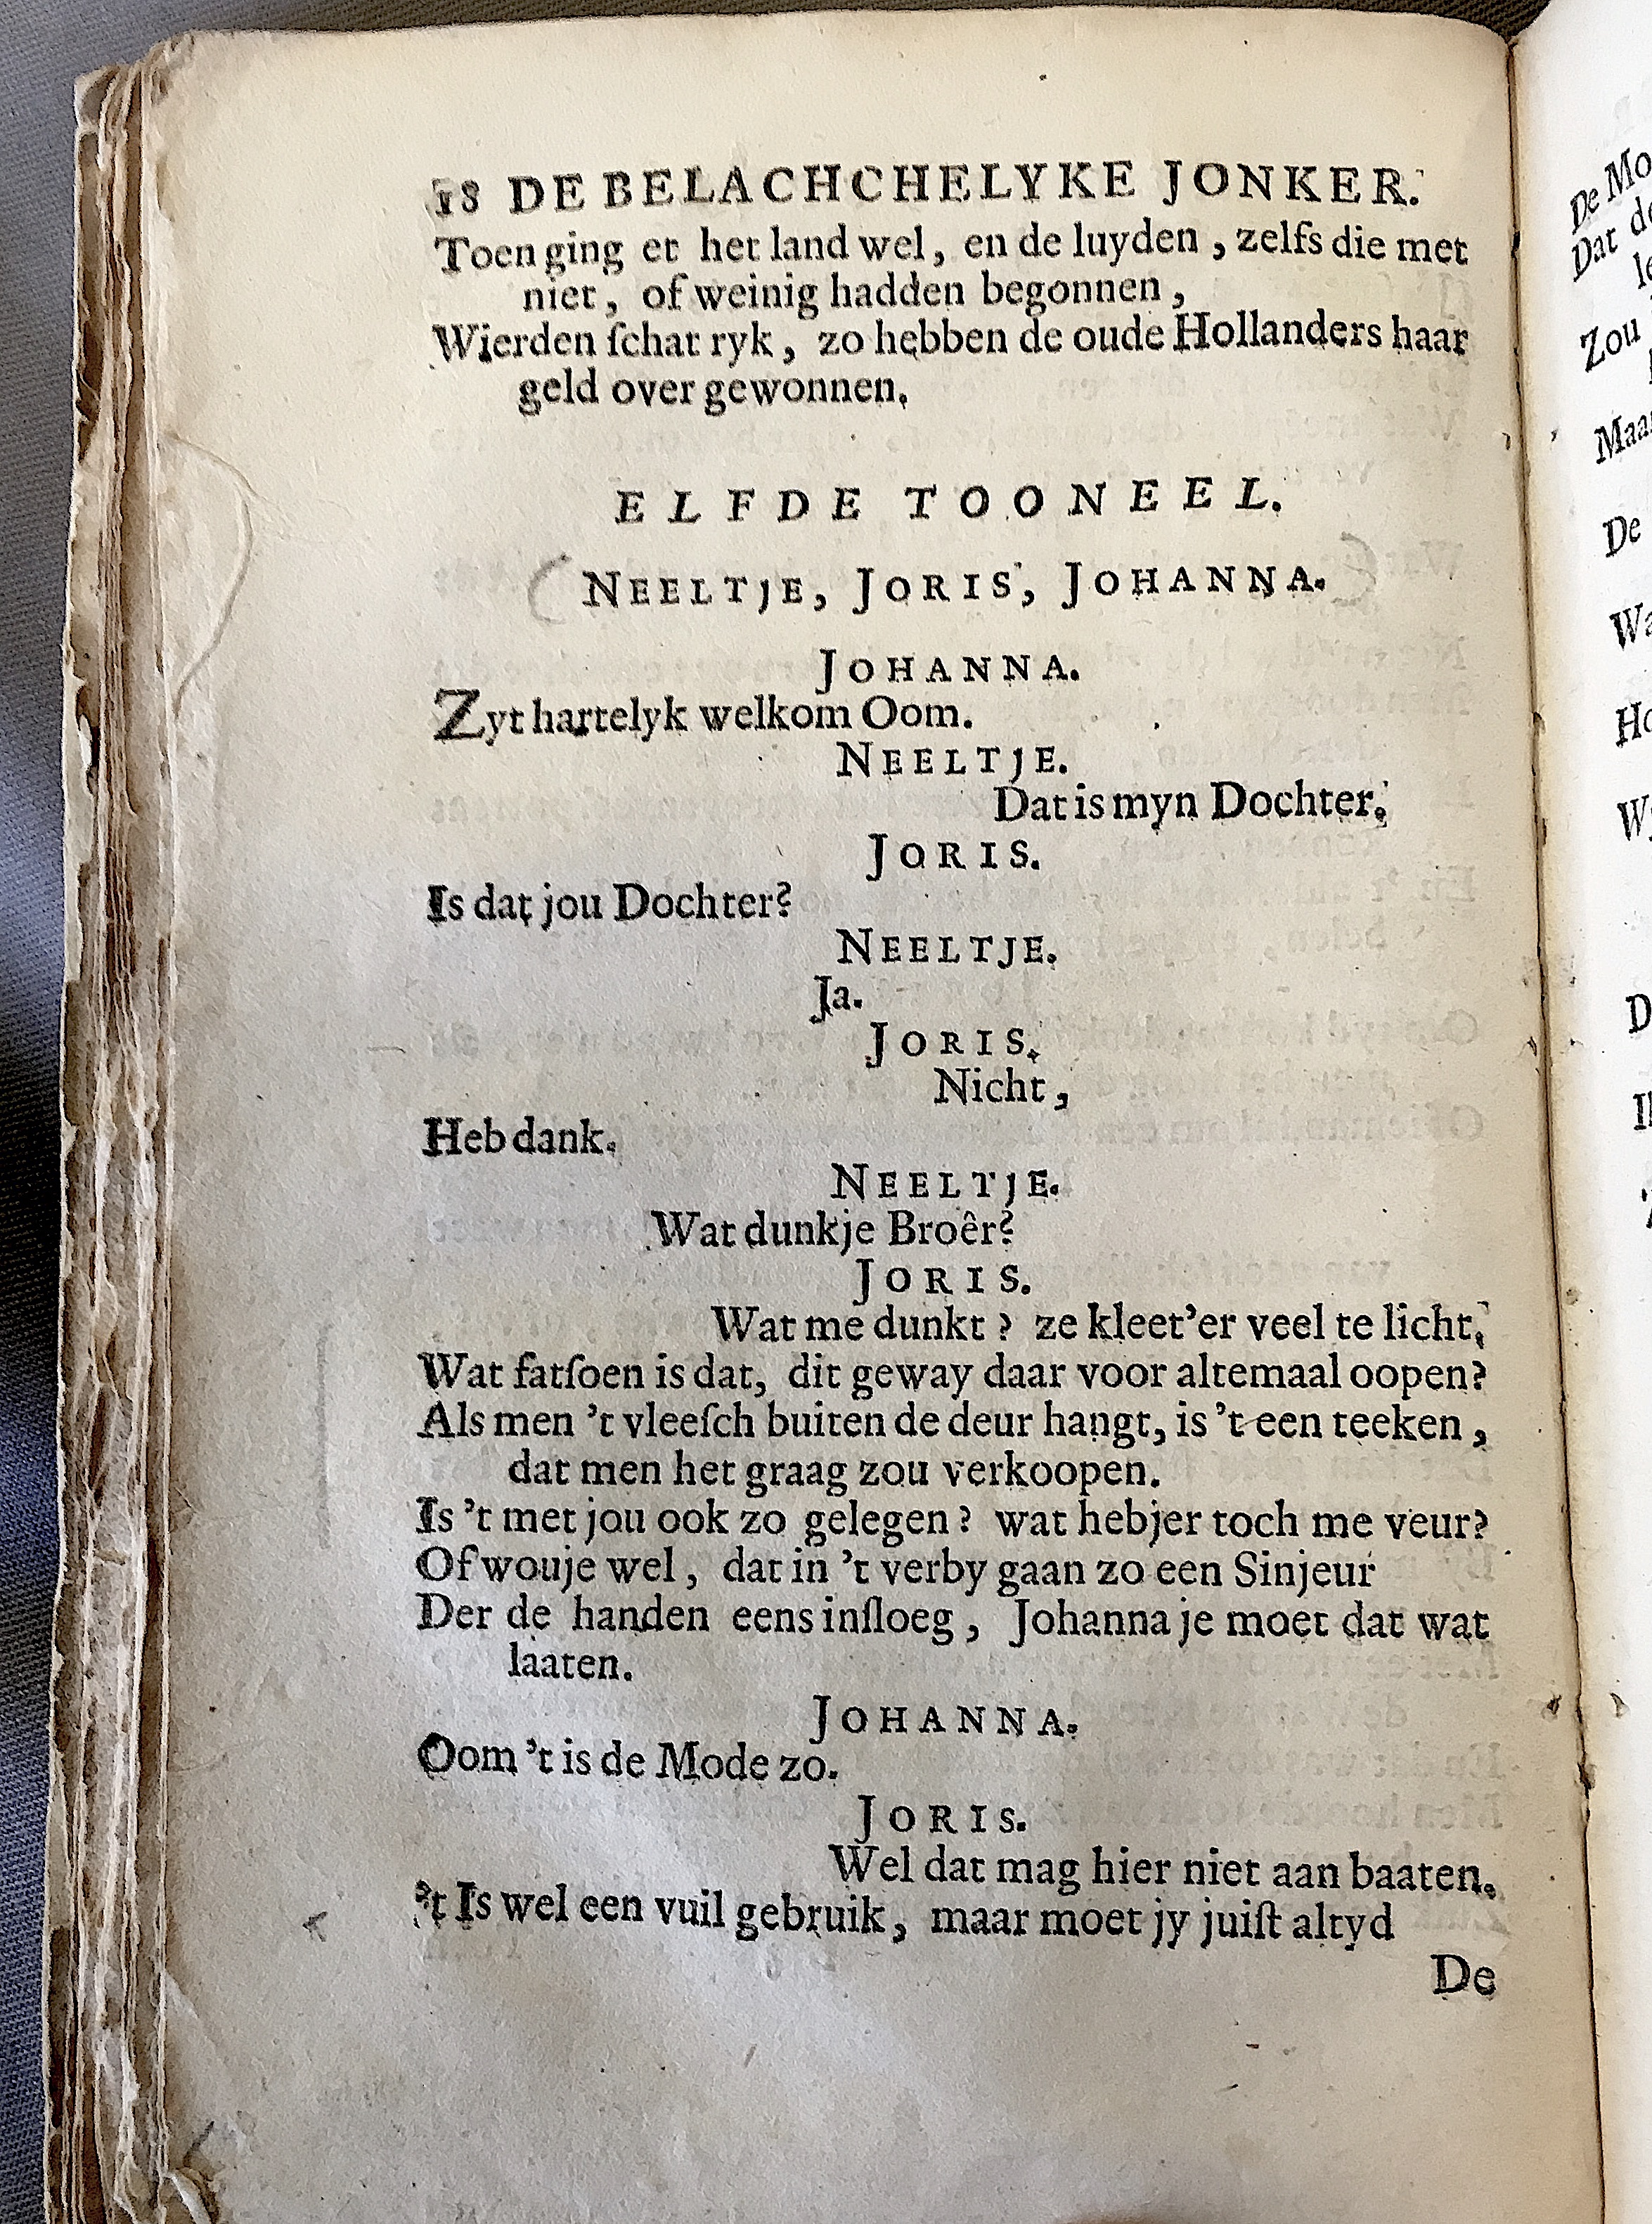 18 DE BELACHCHELYKE JONKER.
Toen ging et het land wel, en de luyden, zelfs die met
niet, of weinig hadden begonnen,
Wierden ſchat ryk, zo hebben de oude Hollanders haar
geld over gewonnen.
ELFDE TOONEEL.
NEELTJE, JORIS, JOHANNA.
JOHANNA.
Zyt hartelyk welkom Oom.
NEELTJE.
Dat is myn Dochter.
JORIS.
Is dat jou Dochter?
NEELTJE.
Ja.
JORIS.
Nicht,
Heb dank.
NEELTJE.
Wat dunkje Broêr?
JORIS.
Wat me dunkt? ze kleet'er veel te licht.
Wat fatſoen is dat, dit geway daar voor altemaal oopen?
Als men 't vleeſch buiten de deur hangt, is 't een teeken,
dat men het graag zou verkoopen.
Is 't met jou ook zo gelegen? wat hebjer toch me veur?
Of wouje wel, dat in 't verby gaan zo een Sinjeur
Der de handen eens inſloeg, Johanna je moet dat wat
laaten.
JOHANNA.
Oom 't is de Mode zo.
JORIS.
Wel dat mag hier niet aan baaten.
't Is wel een vuil gebruik, maar moet jy juiſt altyd
De
De
Dat
Zou
De